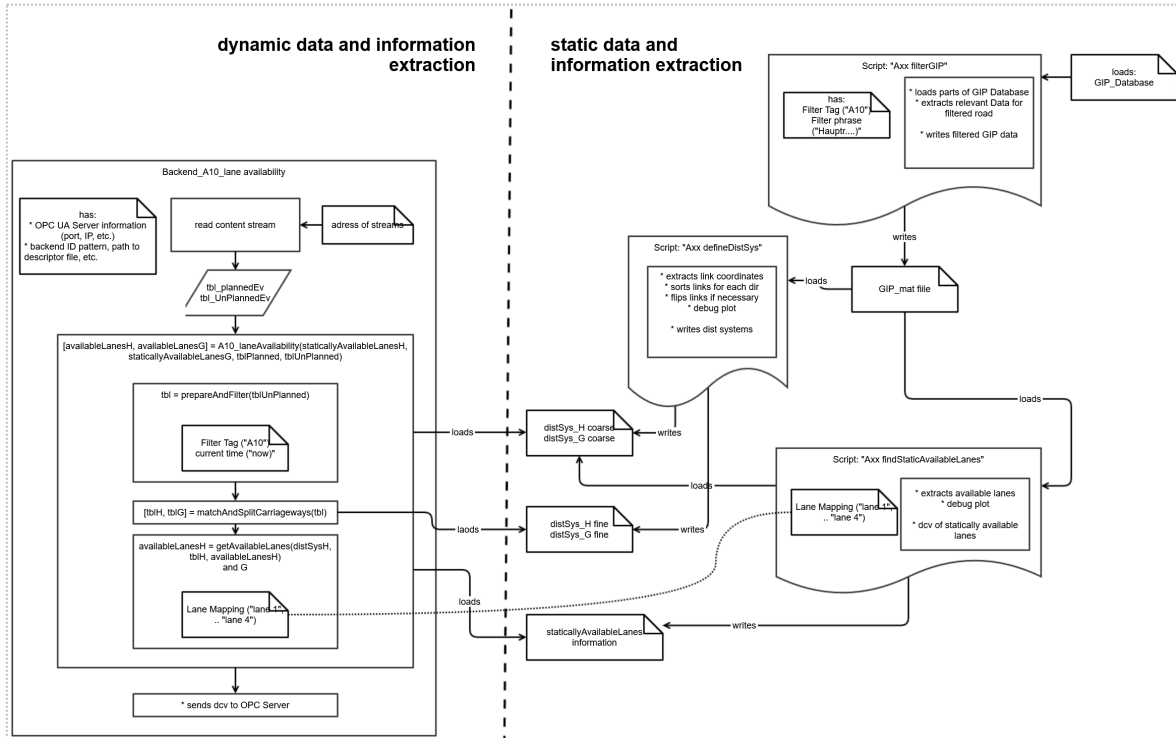 dynamic data and information
extraction
static data and
information extraction
Script: "Axx filterGIP"
has:
Filter Tag ("A10")
Filter phrase
("Hauptr....)"
* loads parts of GIP Database
* extracts relevant Data for
filtered road
* writes filtered GIP data
loads:
GIP_Database
writes
GIP_mat fiile
loads
loads
Script: "Axx defineDistSys"
* extracts link coordinates
* sorts links for each dir
* flips links if necessary
* debug plot
* writes dist systems
writes
writes
Backend_A10_lane availability
has:
* OPC UA Server information
(port, IP, etc.)
* backend ID pattern, path to
descriptor file, etc.
read content stream
adress of streams
tbl_plannedEv
tbl_UnPlannedEv
[availableLanesH, availableLanesG] = A10_laneAvailability(staticallyAvailableLanesH,
staticallyAvailableLanesG, tblPlanned, tblUnPlanned)
tbl = prepareAndFilter(tblUnPlanned)
Filter Tag ("A10")
current time ("now)"
[tblH, tblG] = matchAndSplitCarriageways(tbl)
availableLanesH = getAvailableLanes(distSysH,
tblH, availableLanesH)
and G
Lane Mapping ("lane 1",
.. "lane 4")
* sends dcv to OPC Server
loads
laods
loads
distSys_H coarse
distSys_G coarse
distSys_H fine
distSys_G fine
staticallyAvailableLanes
information
loads
writes
Script: "Axx findStaticAvailableLanes"
Lane Mapping ("lane 1",
.. "lane 4")
* extracts available lanes
* debug plot
* dcv of statically available
lanes